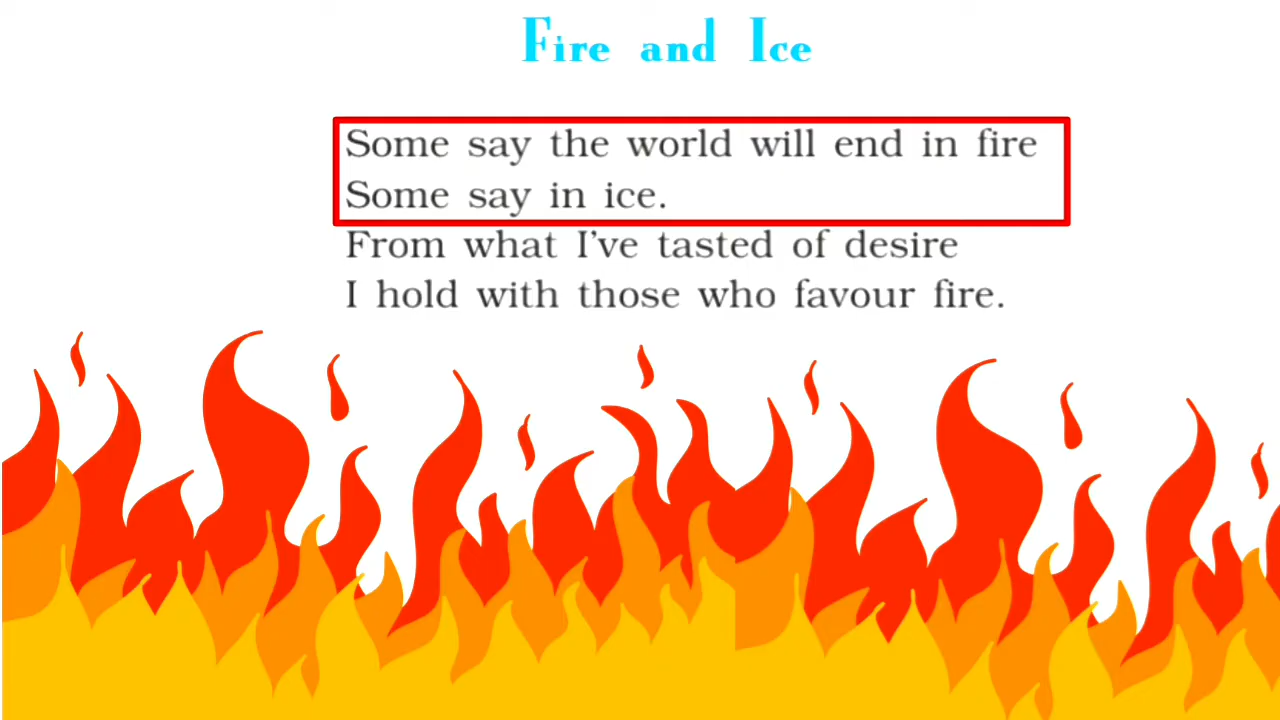 Fire and Ice
Some say the world will end in fire
Some say in ice.
From what I've tasted of desire
I hold with those who favour fire.